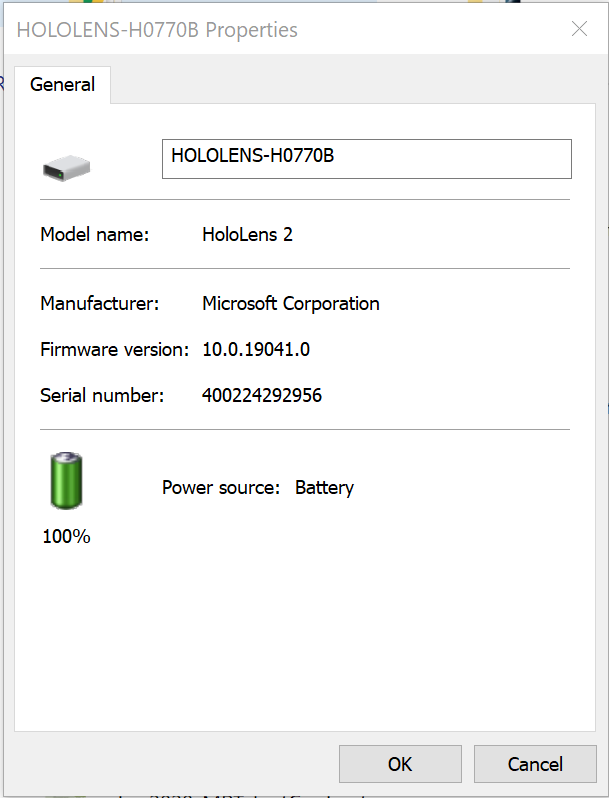 HOLOLENS-H0770B Properties
General
HOLOLENS-H0770B
Model name: HoloLens 2
Manufacturer: Microsoft Corporation
Firmware version: 10.0.19041.0
Serial number: 400224292956
Power source: Battery
100%
OK Cancel